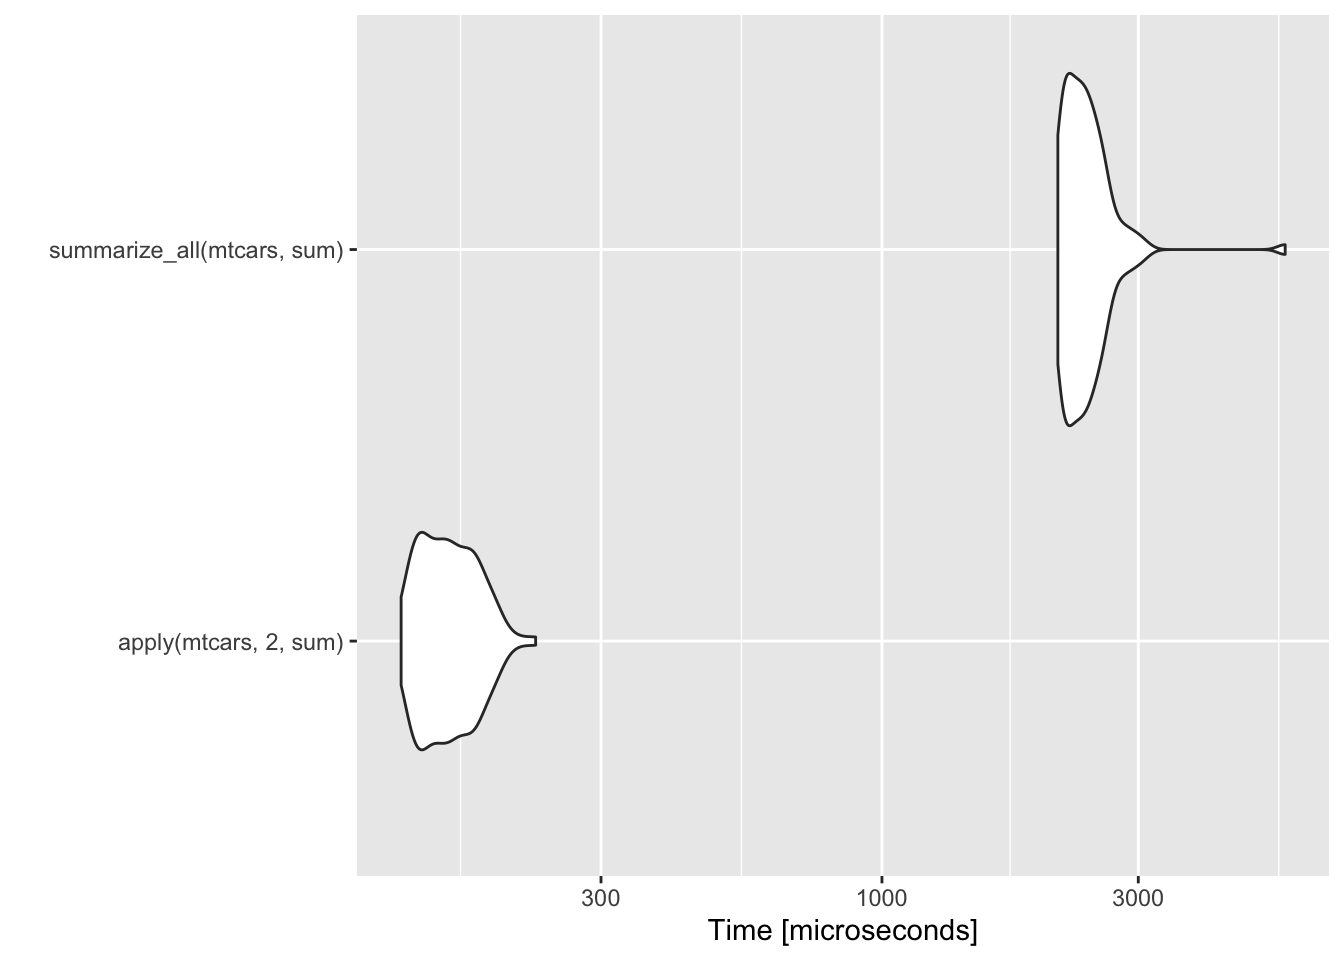 summarize_all(mtcars, sum)
apply(mtcars, 2, sum)
300 1000 3000
Time [microseconds]